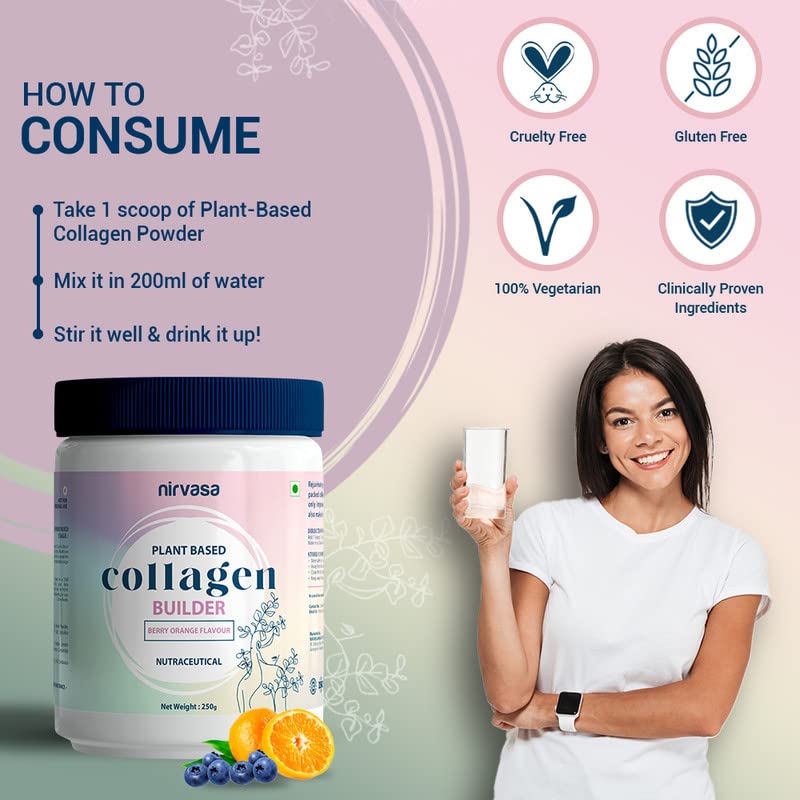 HOW TO
CONSUME
Take 1 scoop of Plant-Based
Collagen Powder
Mix it in 200ml of water
Stir it well & drink it up!
Cruelty Free
Gluten Free
100% Vegetarian
Clinically Proven
Ingredients
nirvasa
PLANT BASED
collagen
BUILDER
BERRY ORANGE FLAVOUR
NUTRACEUTICAL
Net Weight : 250g